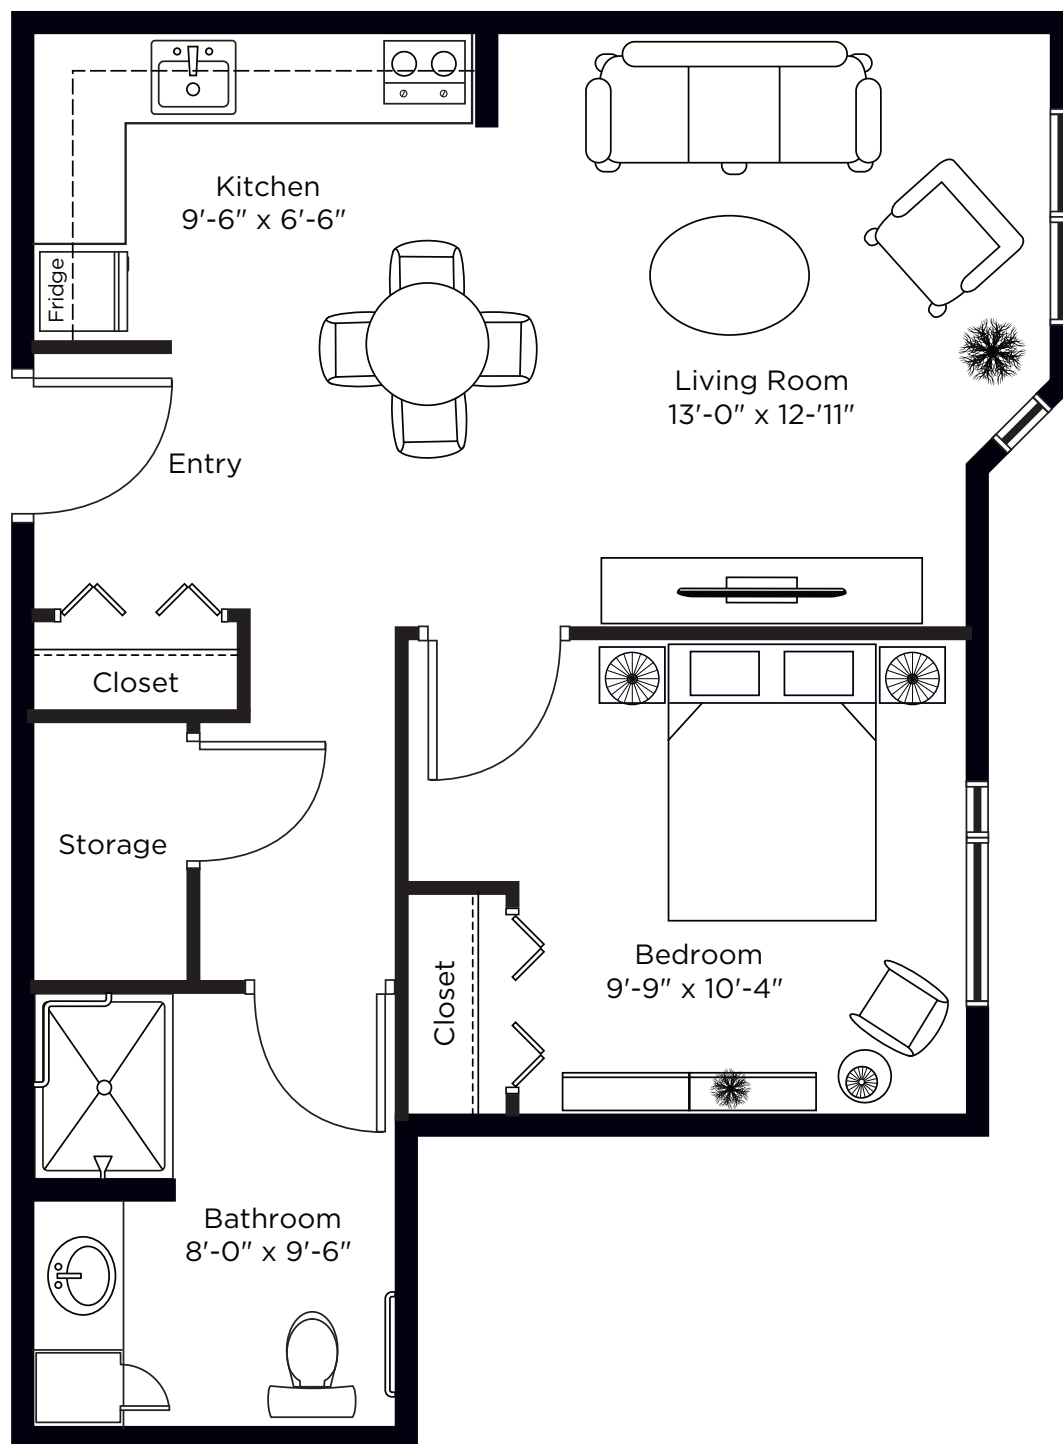 Kitchen
9'-6" x 6'-6"
Fridge
Living Room
13'-0" x 12-'11"
Entry
Closet
Storage
Bedroom
9'-9" x 10'-4"
Closet
Bathroom
8'-0" x 9'-6"